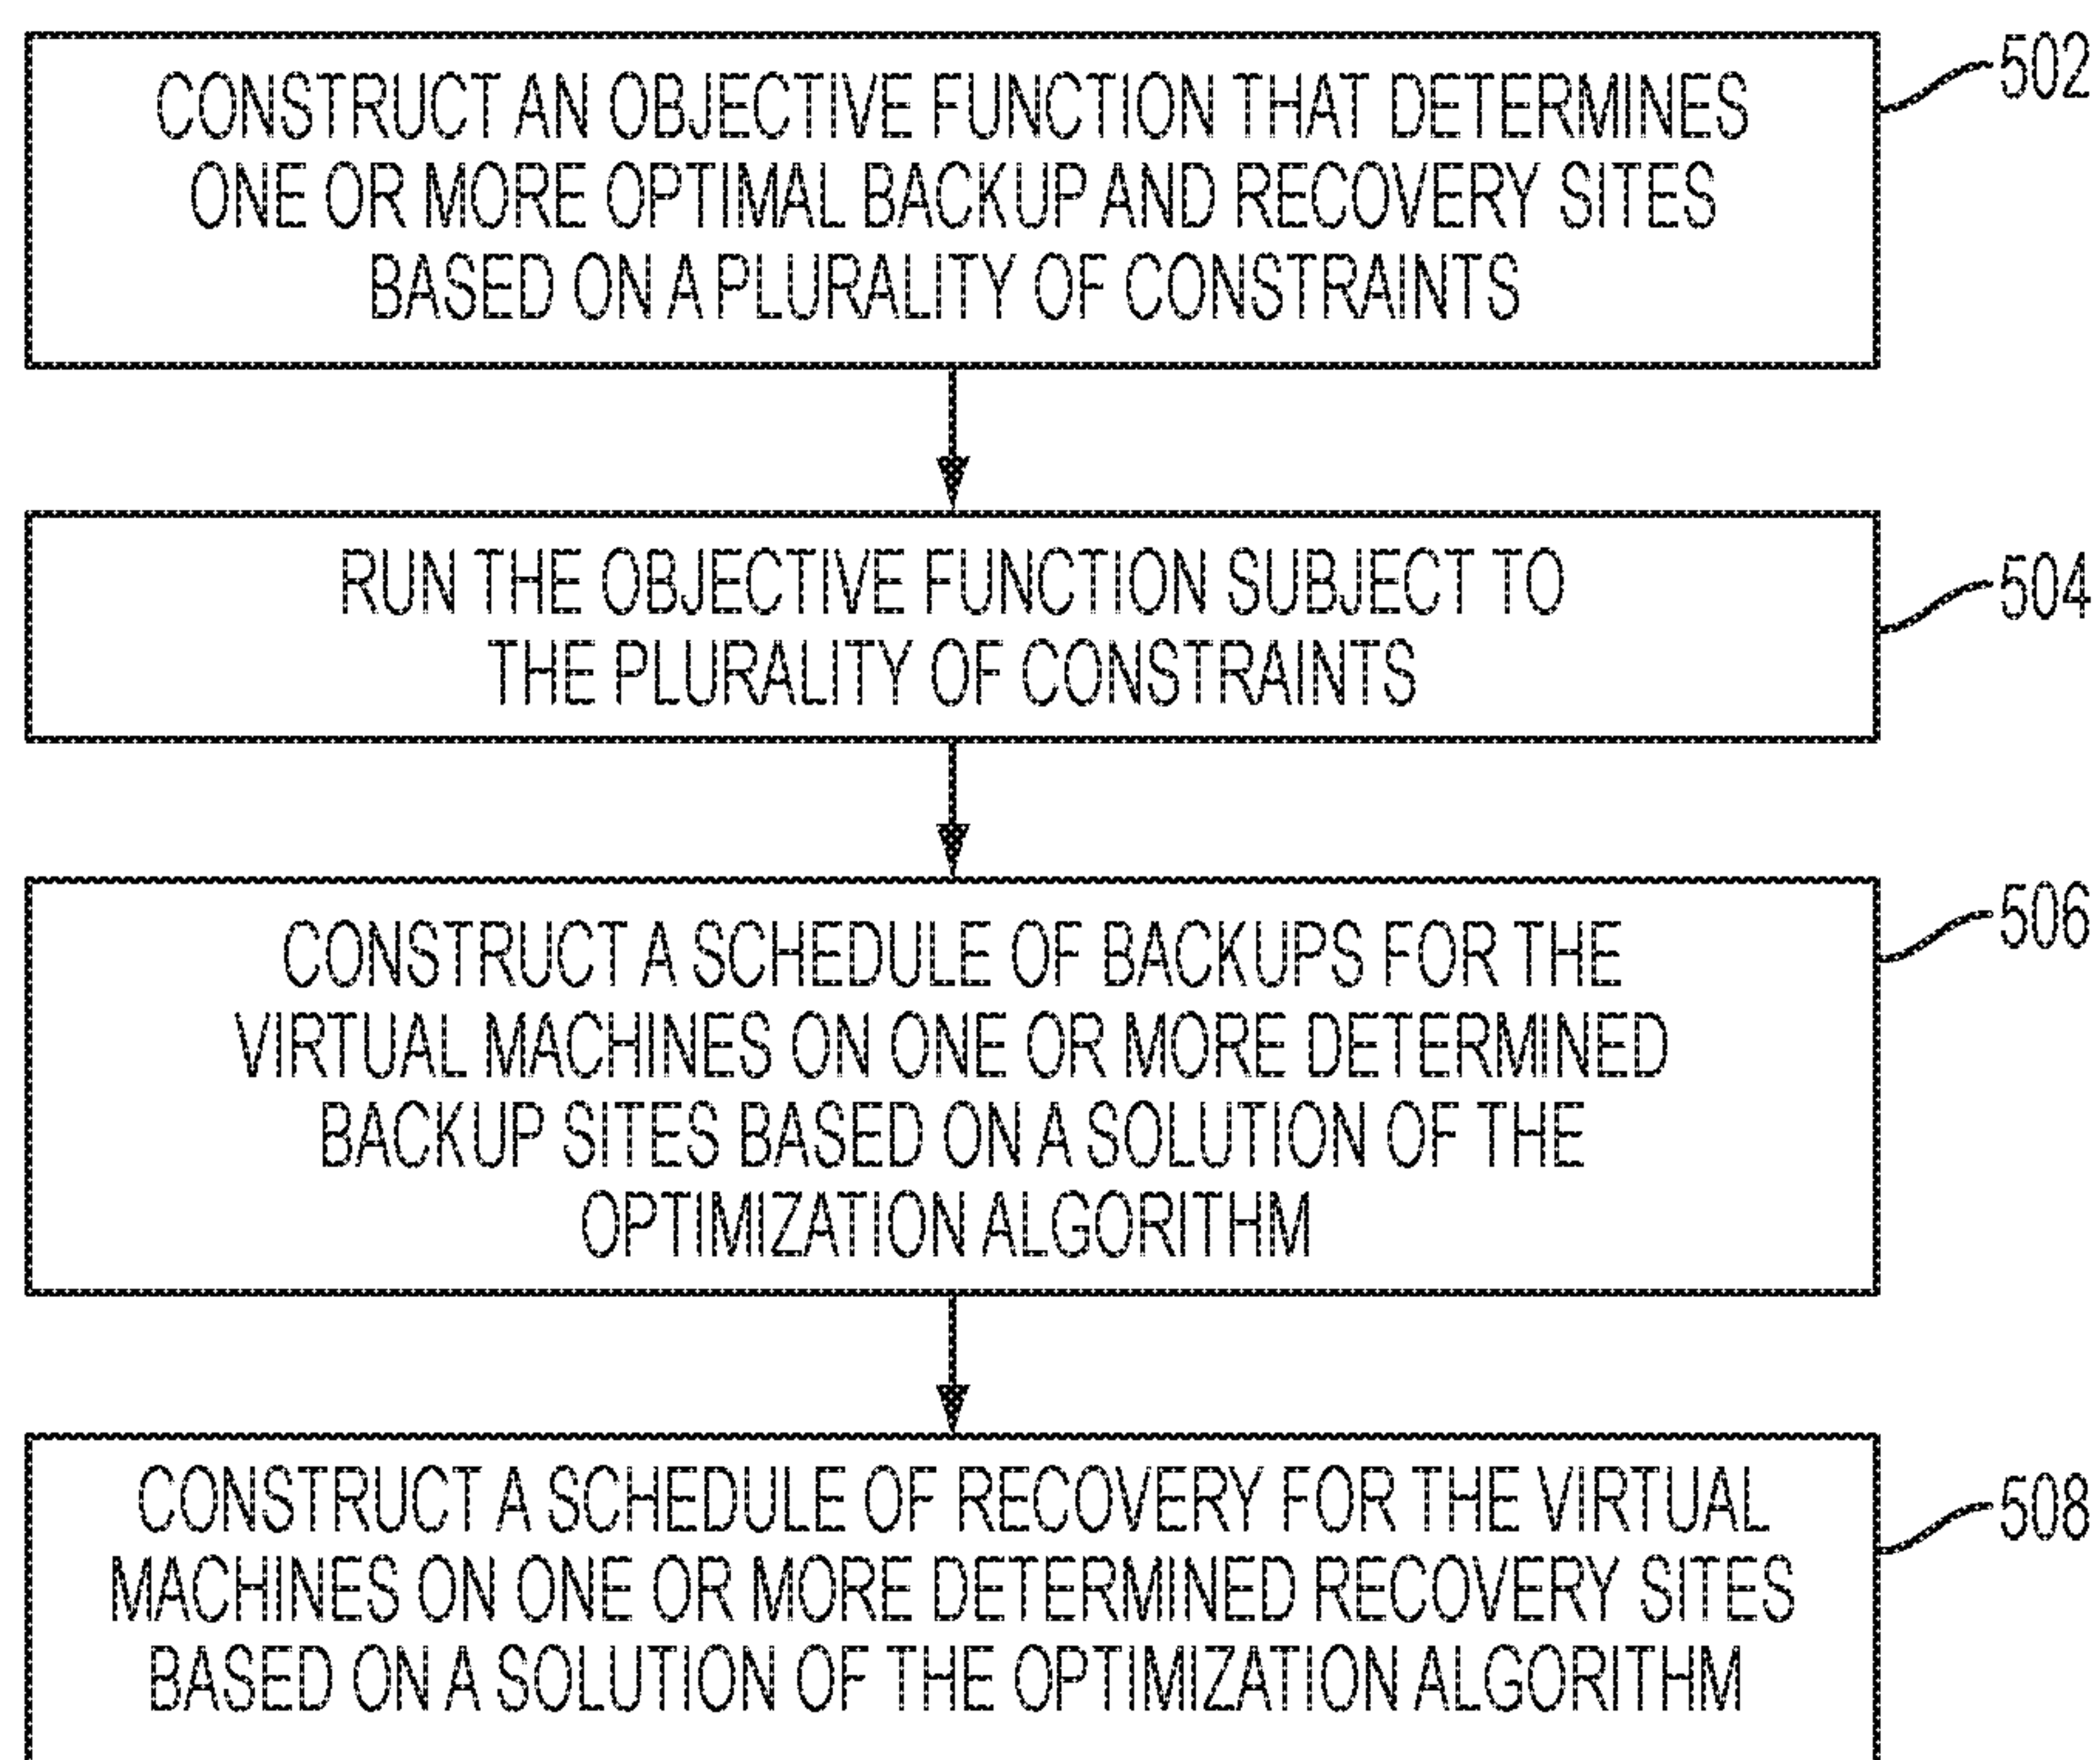 CONSTRUCT AN OBJECTIVE FUNCTION THAT DETERMINES
ONE OR MORE OPTIMAL BACKUP AND RECOVERY SITES
BASED ON A PLURALITY OF CONSTRAINTS
502
RUN THE OBJECTIVE FUNCTION SUBJECT TO
THE PLURALITY OF CONSTRAINTS
504
CONSTRUCT A SCHEDULE OF BACKUPS FOR THE
VIRTUAL MACHINES ON ONE OR MORE DETERMINED
BACKUP SITES BASED ON A SOLUTION OF THE
OPTIMIZATION ALGORITHM
506
CONSTRUCT A SCHEDULE OF RECOVERY FOR THE VIRTUAL
MACHINES ON ONE OR MORE DETERMINED RECOVERY SITES
BASED ON A SOLUTION OF THE OPTIMIZATION ALGORITHM
508